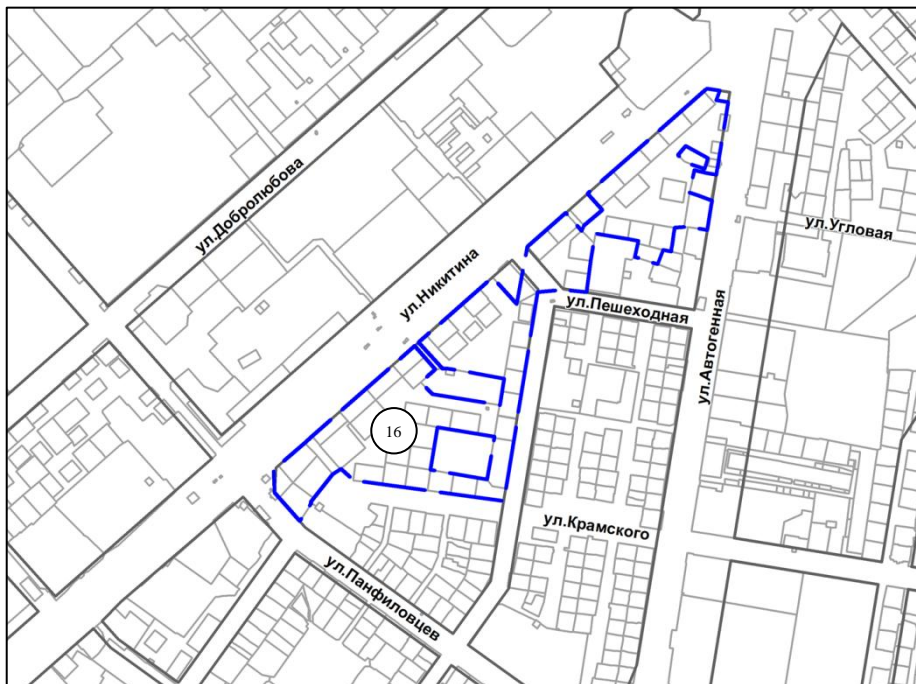 ул.Добролюбова
ул.Угловая
ул.Никитина
ул.Пешеходная
ул.Автогенная
16
ул.Крамского
ул.Панфиловцев